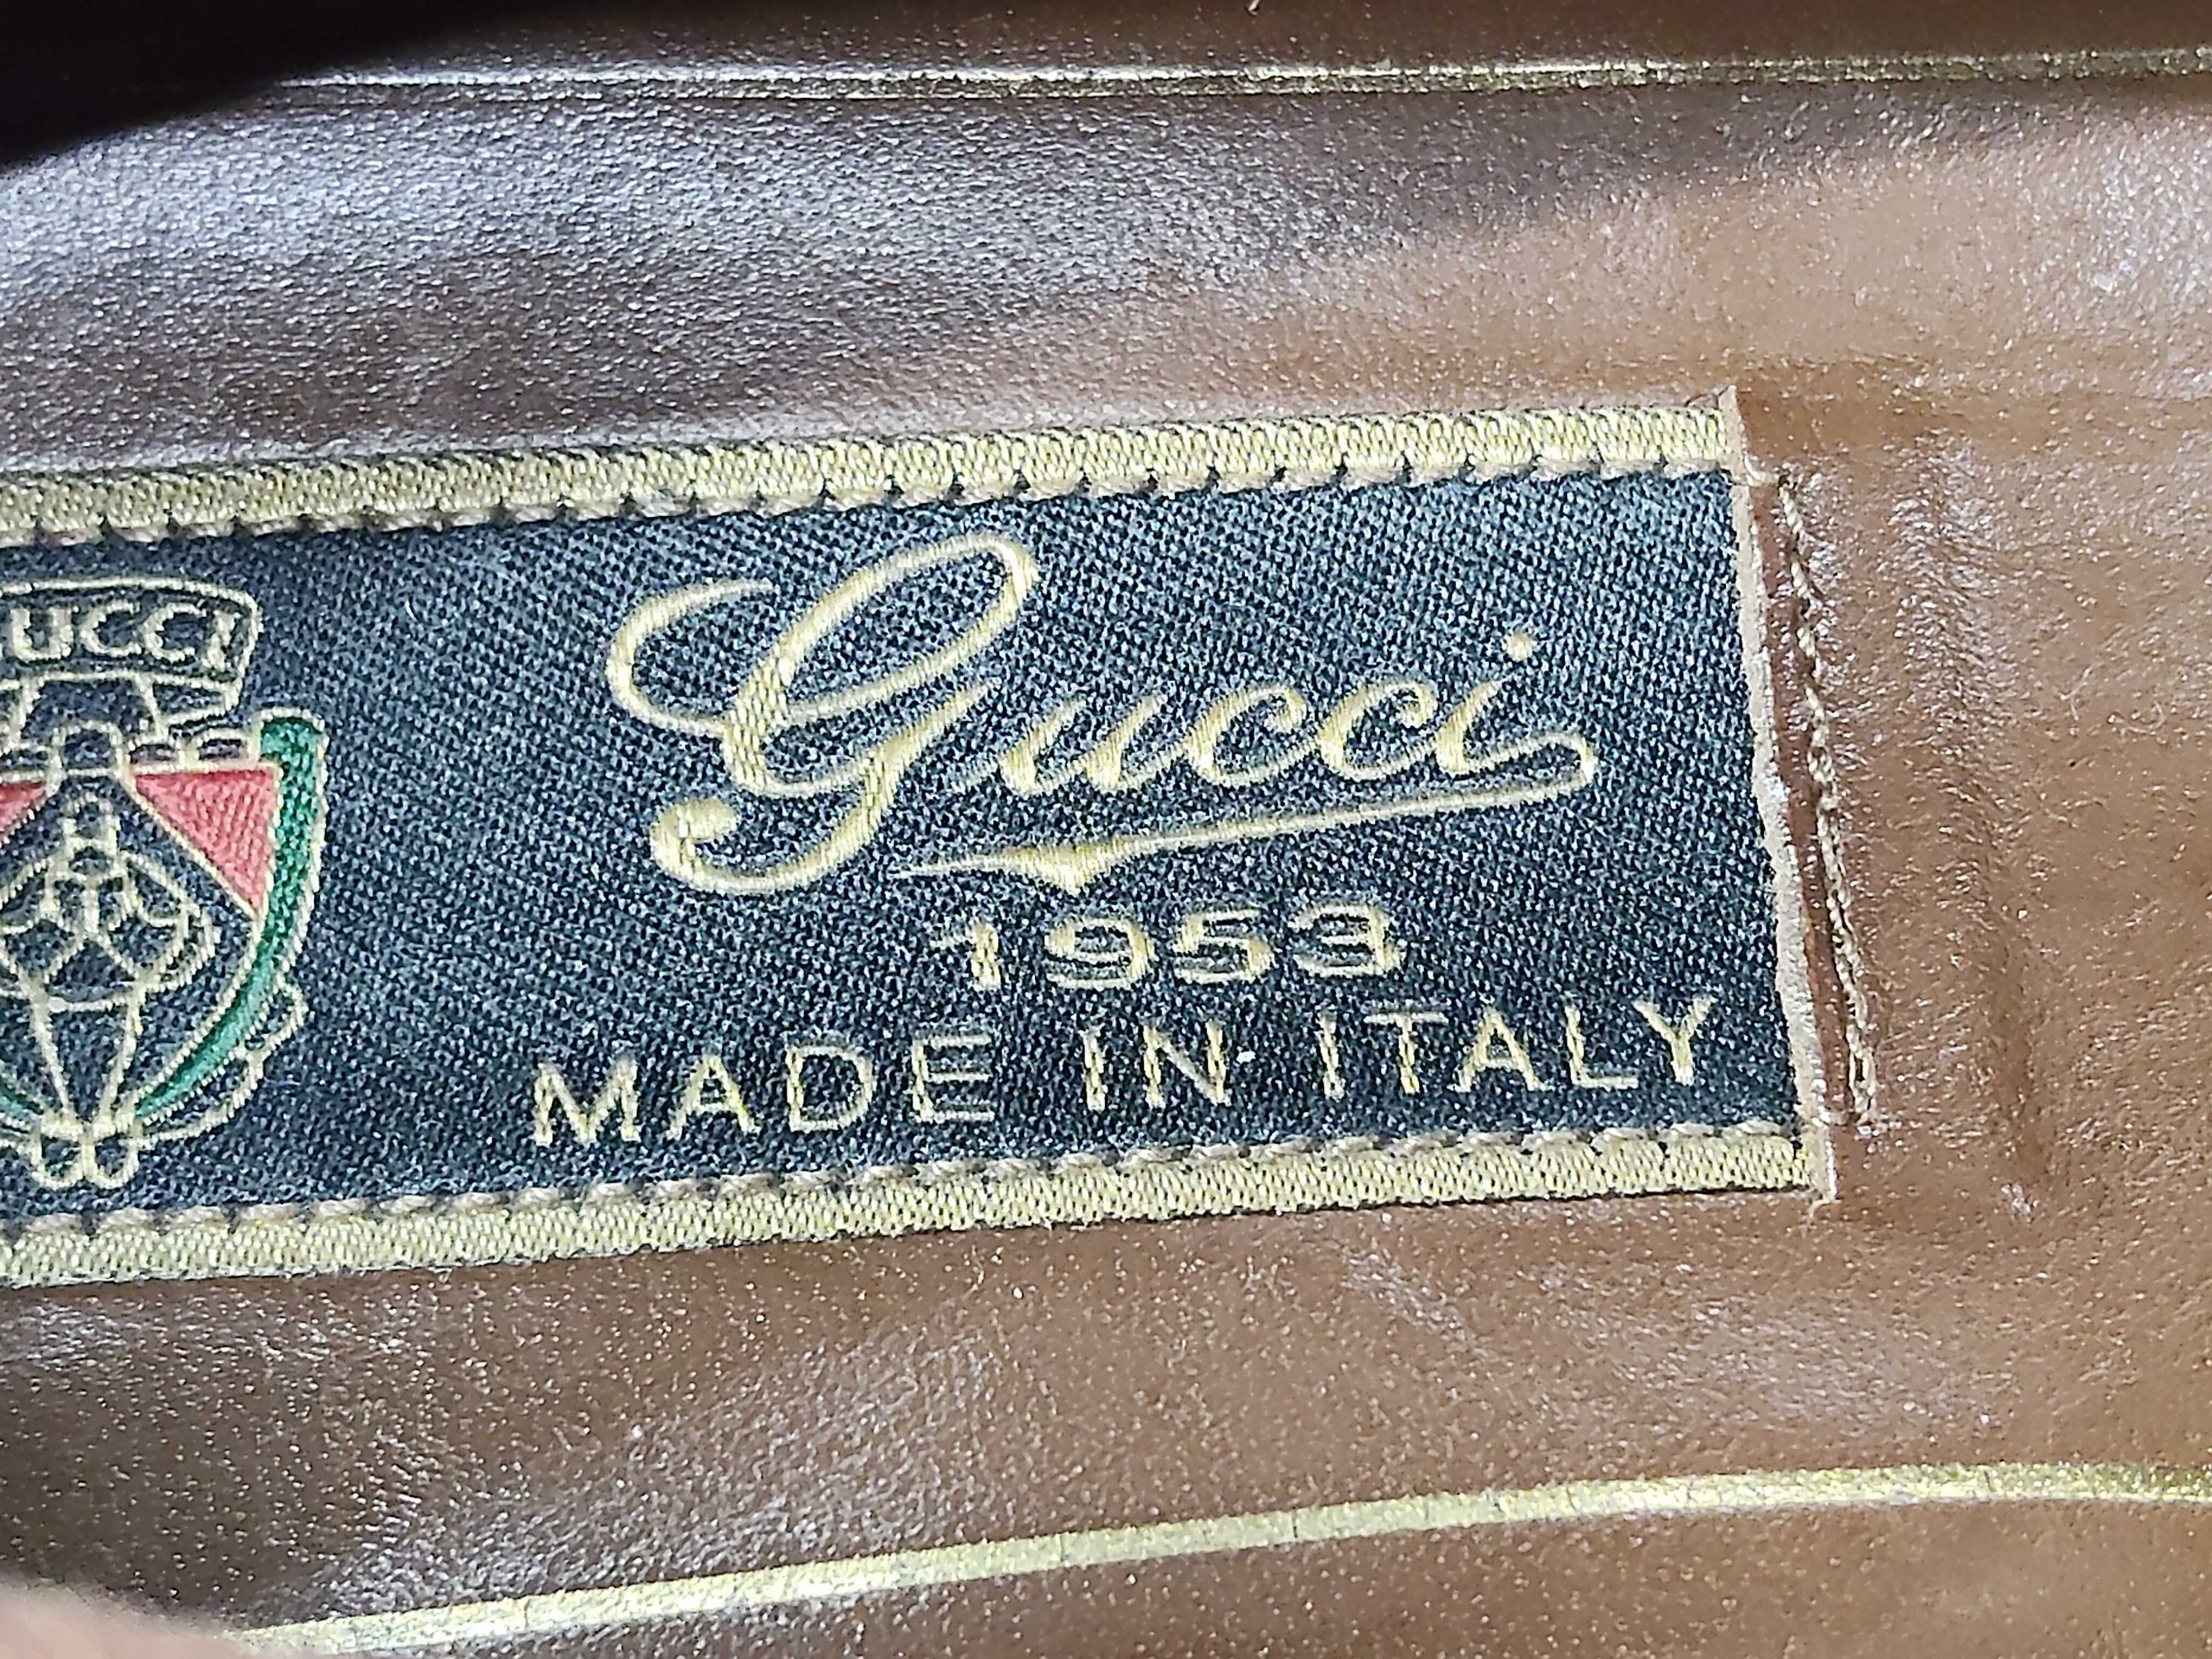 UCCI
Gucci
1953
MADE IN ITALY